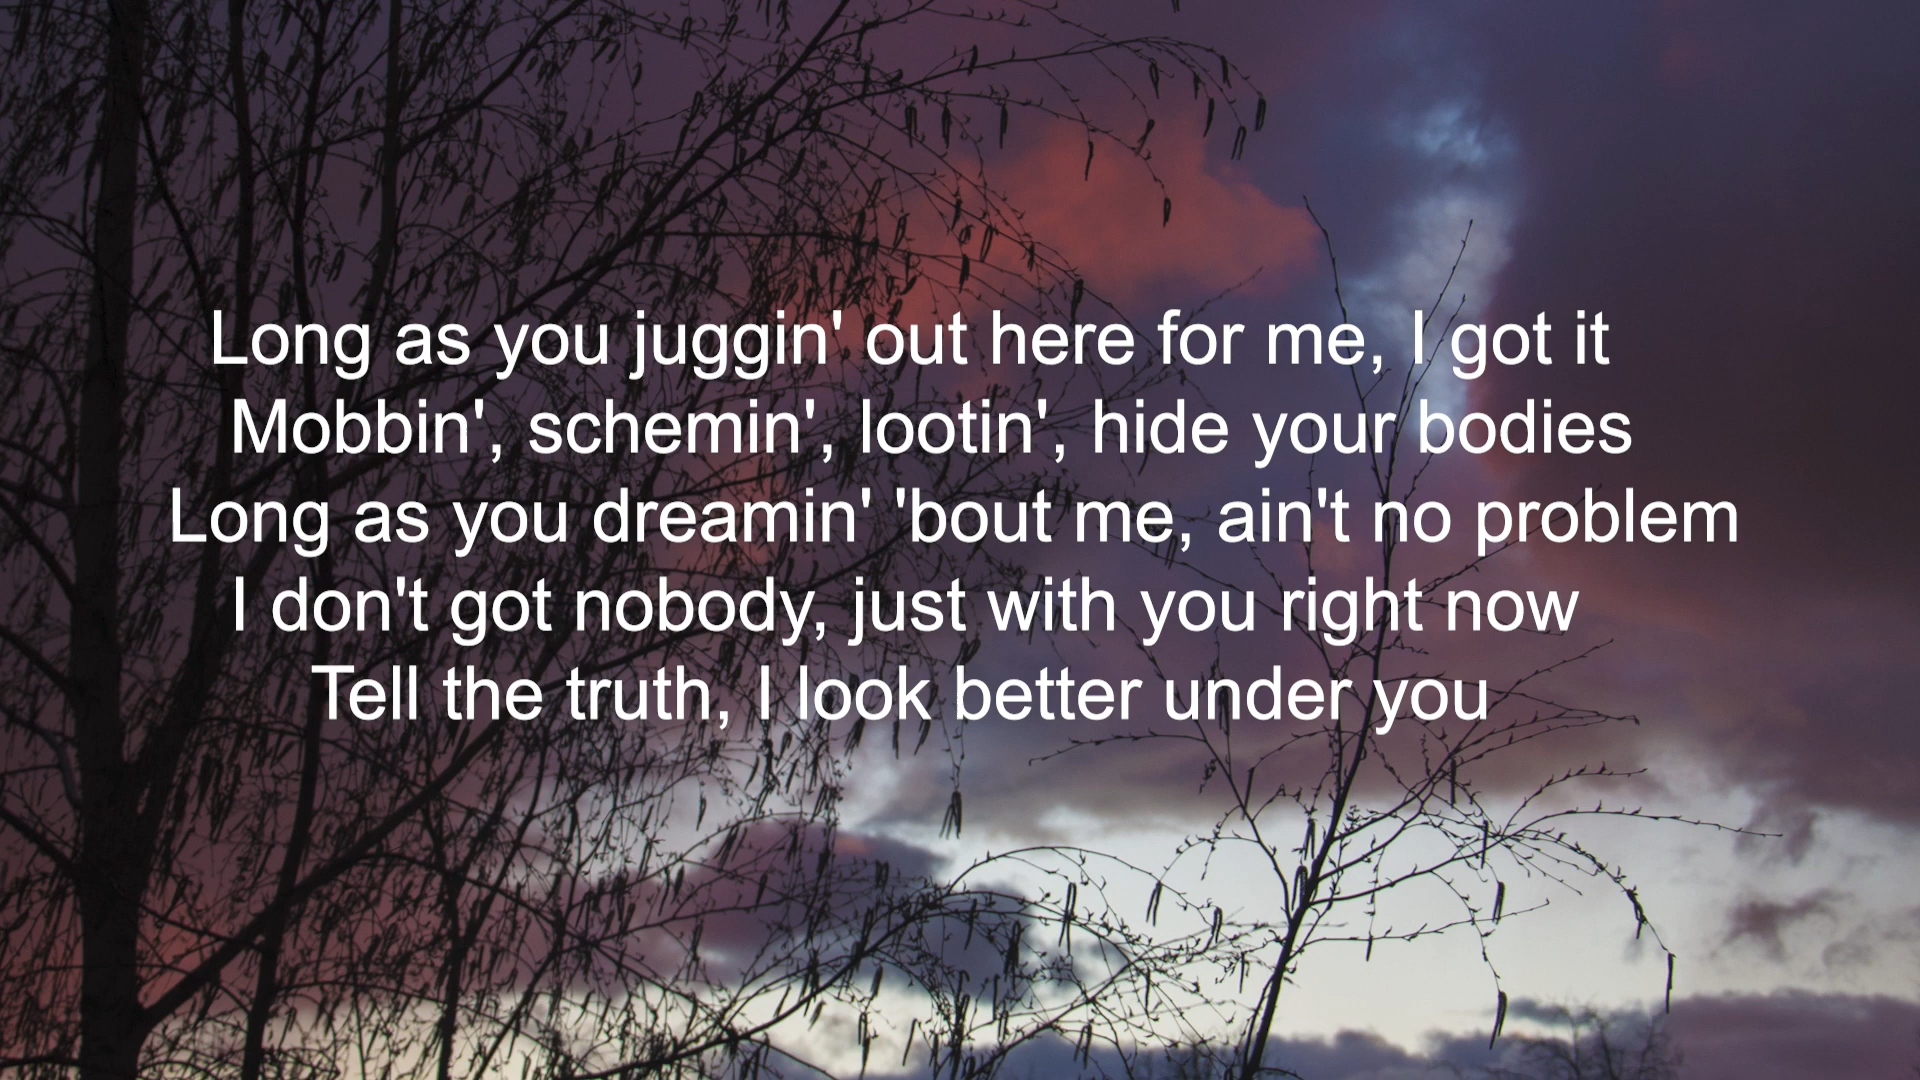 Long as you juggin' out here for me, I got it
Mobbin', schemin', lootin', hide your bodies
Long as you dreamin' 'bout me, ain't no problem
I don't got nobody, just with you right now
Tell the truth, I look better under you